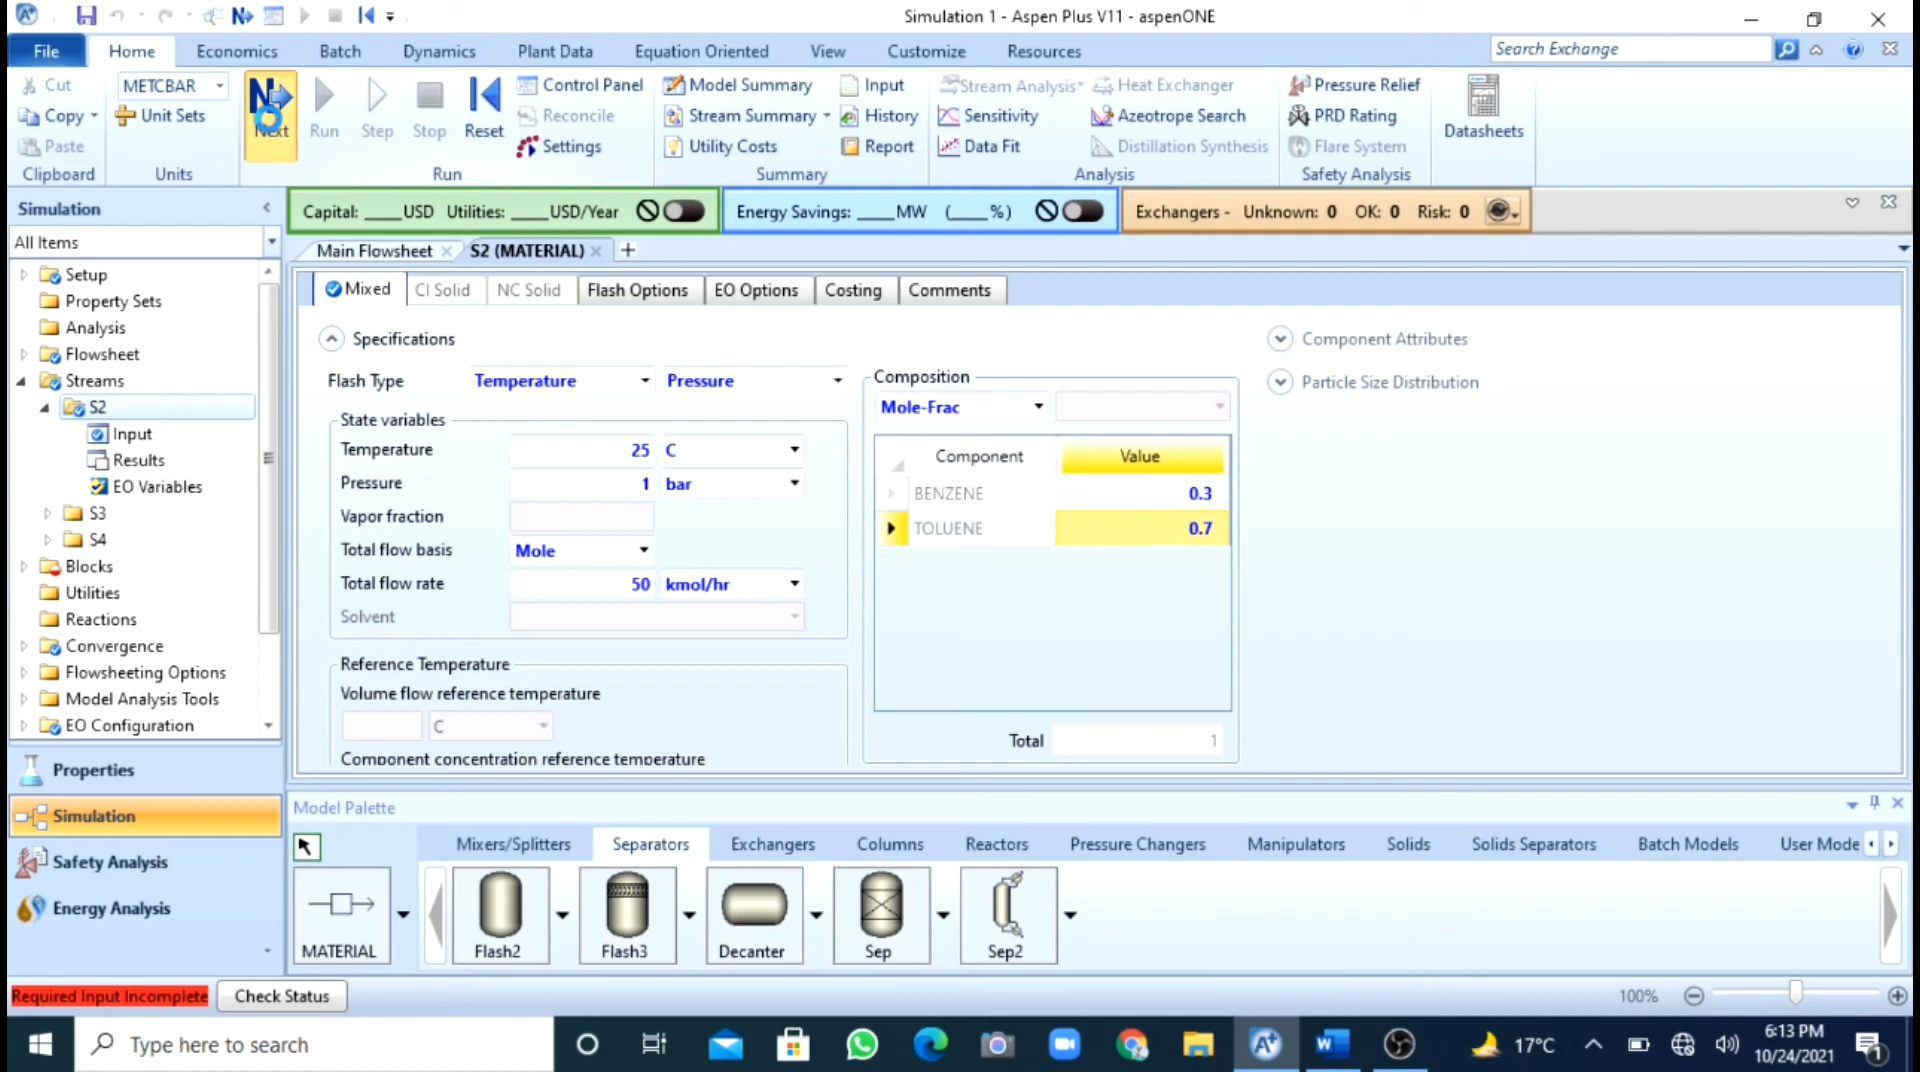 Simulation 1 - Aspen Plus V11 - aspenONE
File Home Economics Batch Dynamics Plant Data Equation Oriented View Customize Resources Search Exchange
Cut METCBAR Control Panel Model Summary Input Stream Analysis Heat Exchanger Pressure Relief
Copy Unit Sets Next Run Step Stop Reset Reconcile Stream Summary History Sensitivity Azeotrope Search PRD Rating Datasheets
Paste Settings Utility Costs Report Data Fit Distillation Synthesis Flare System
Clipboard Units Run Summary Analysis Safety Analysis
Simulation
Capital: ____USD Utilities: ____USD/Year Energy Savings: ____MW (____%) Exchangers - Unknown: 0 OK: 0 Risk: 0
All Items
Main Flowsheet S2 (MATERIAL) +
Setup
Property Sets
Analysis
Flowsheet
Streams
S2
Input
Results
EO Variables
S3
S4
Blocks
Utilities
Reactions
Convergence
Flowsheeting Options
Model Analysis Tools
EO Configuration
Properties
Simulation
Safety Analysis
Energy Analysis
Mixed CI Solid NC Solid Flash Options EO Options Costing Comments
Specifications
Flash Type Temperature Pressure
State variables
Temperature 25 C
Pressure 1 bar
Vapor fraction
Total flow basis Mole
Total flow rate 50 kmol/hr
Solvent
Reference Temperature
Volume flow reference temperature
C
Component concentration reference temperature
Composition
Mole-Frac
Component Value
BENZENE 0.3
TOLUENE 0.7
Total 1
Component Attributes
Particle Size Distribution
Model Palette
Mixers/Splitters Separators Exchangers Columns Reactors Pressure Changers Manipulators Solids Solids Separators Batch Models User Mode
MATERIAL Flash2 Flash3 Decanter Sep Sep2
Required Input Incomplete Check Status 100%
Type here to search
17°C
6:13 PM
10/24/2021
1